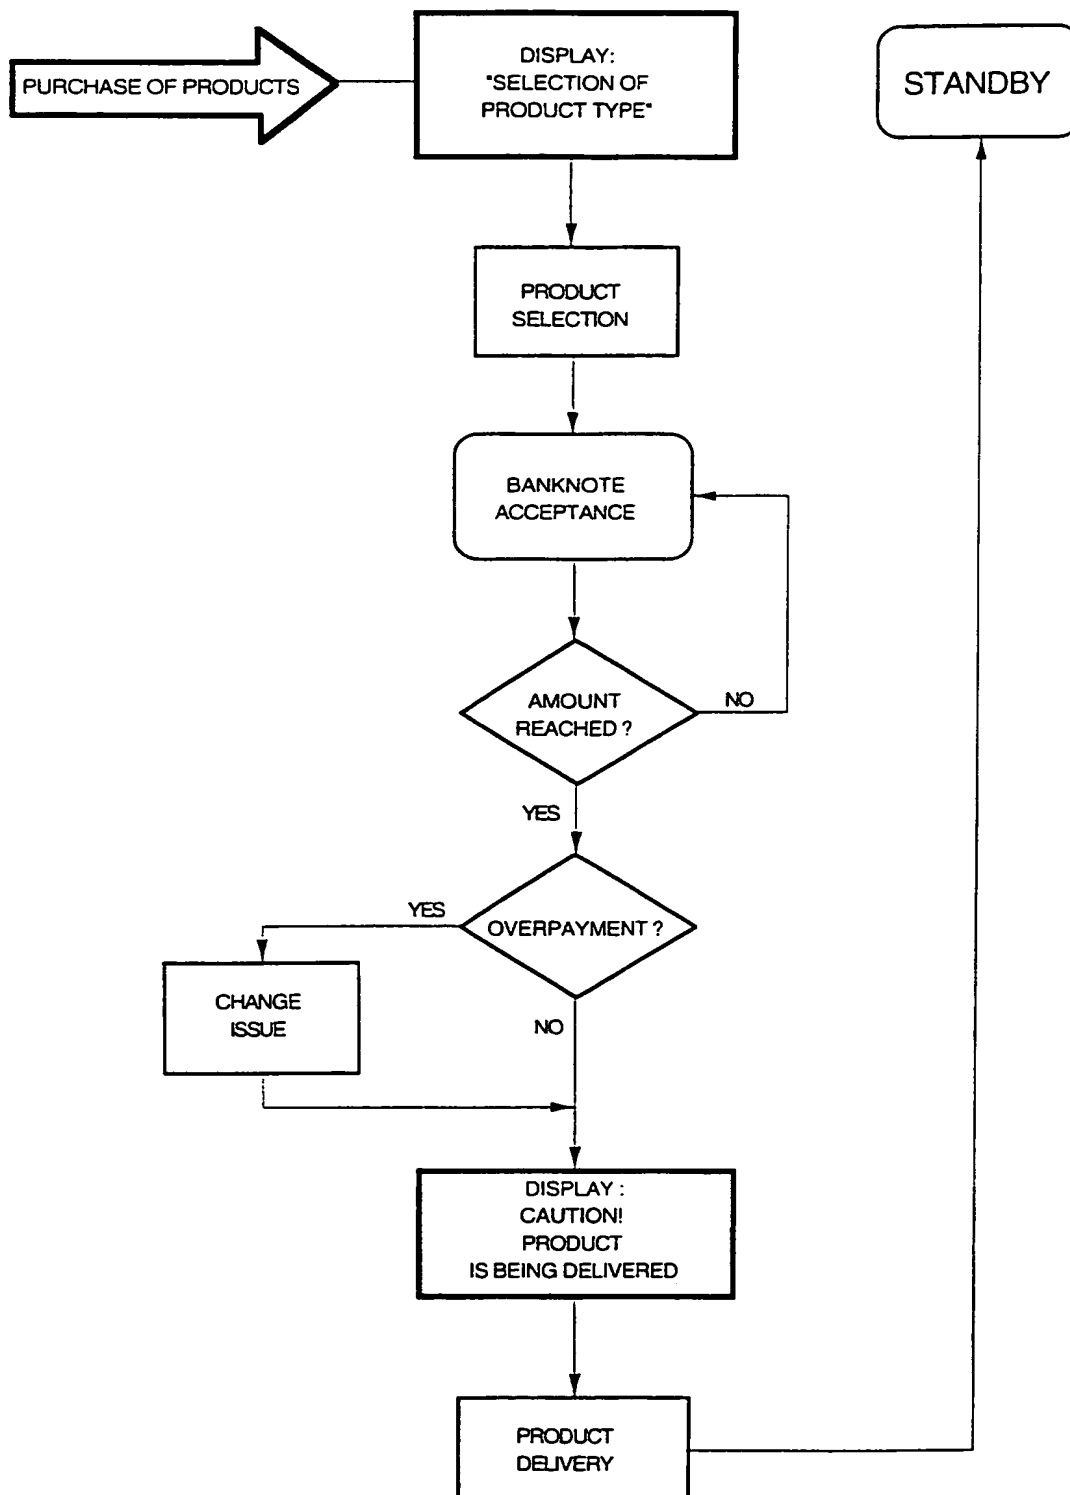 PURCHASE OF PRODUCTS
DISPLAY:
"SELECTION OF
PRODUCT TYPE"
STANDBY
PRODUCT
SELECTION
BANKNOTE
ACCEPTANCE
AMOUNT
REACHED ?
NO
YES
OVERPAYMENT ?
YES
CHANGE
ISSUE
NO
DISPLAY :
CAUTION!
PRODUCT
IS BEING DELIVERED
PRODUCT
DELIVERY